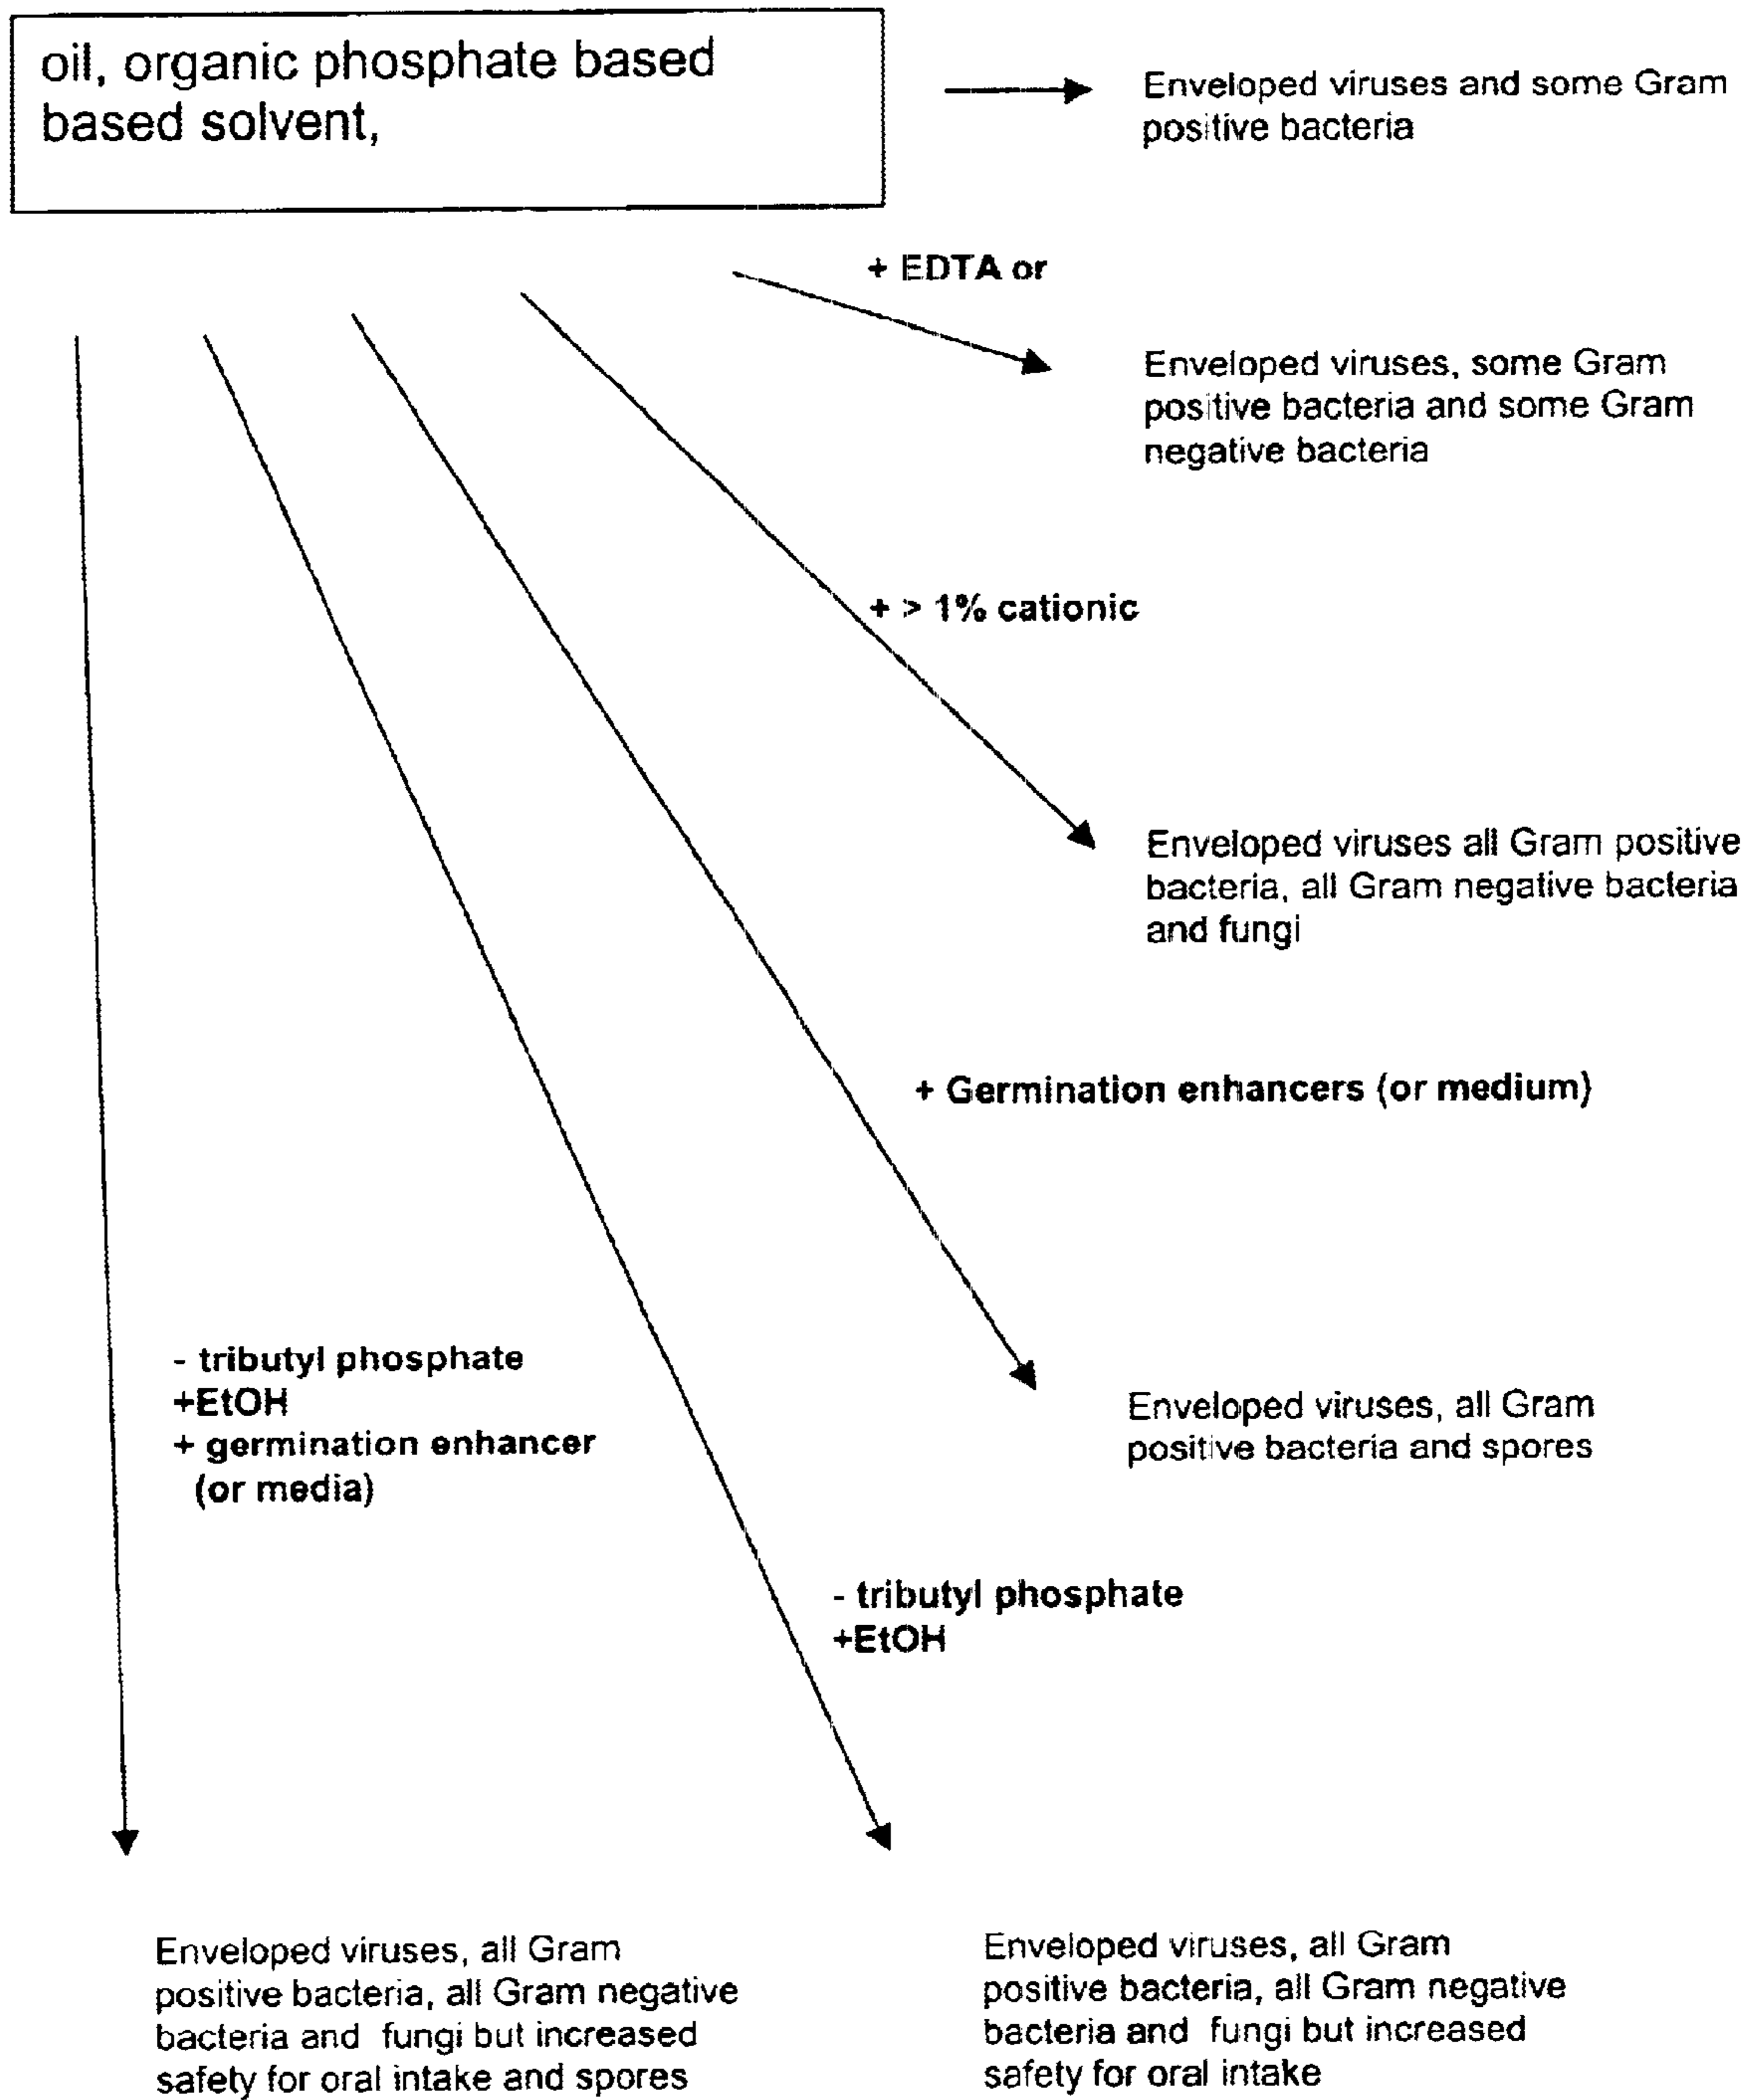 oil, organic phosphate based
based solvent,
Enveloped viruses and some Gram
positive bacteria
+ EDTA or
Enveloped viruses, some Gram
positive bacteria and some Gram
negative bacteria
+ > 1% cationic
Enveloped viruses all Gram positive
bacteria, all Gram negative bacteria
and fungi
+ Germination enhancers (or medium)
Enveloped viruses, all Gram
positive bacteria and spores
- tributyl phosphate
+EtOH
+ germination enhancer
(or media)
- tributyl phosphate
+EtOH
Enveloped viruses, all Gram
positive bacteria, all Gram negative
bacteria and fungi but increased
safety for oral intake and spores
Enveloped viruses, all Gram
positive bacteria, all Gram negative
bacteria and fungi but increased
safety for oral intake